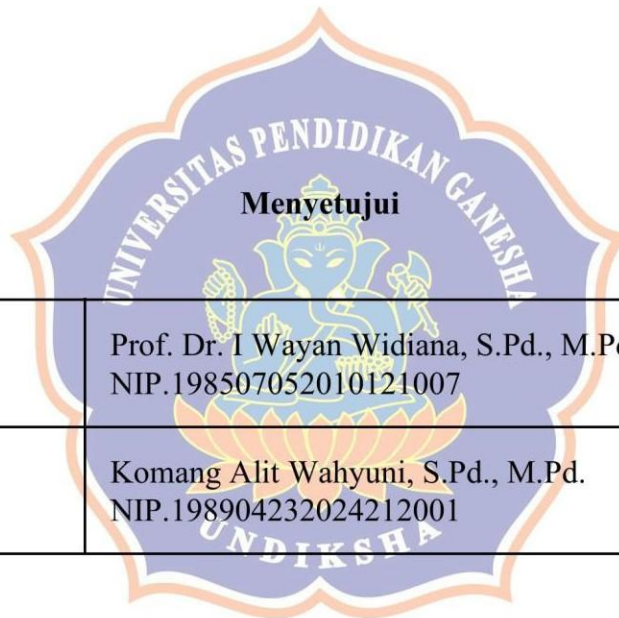 UNIVERSITAS PENDIDIKAN GANESHA
Menyetujui
Prof. Dr. I Wayan Widiana, S.Pd., M.Pd
NIP.198507052010121007
Komang Alit Wahyuni, S.Pd., M.Pd.
NIP.198904232024212001
UNDIKSHA